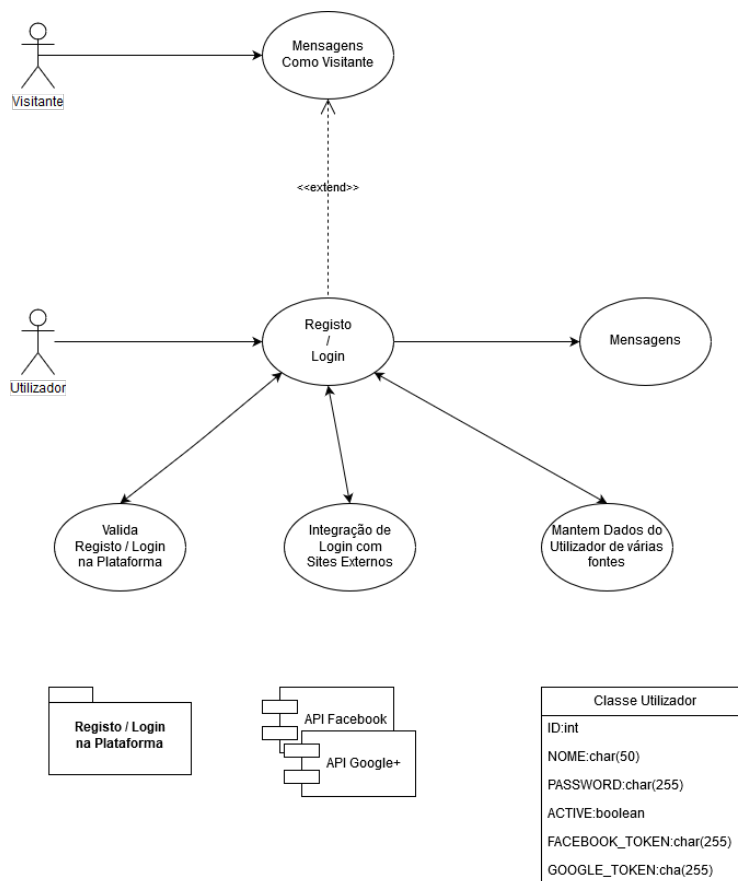 Mensagens
Como Visitante
Visitante
<<extend>>
Registo
/
Login
Mensagens
Utilizador
Valida
Registo / Login
na Plataforma
Integração de
Login com
Sites Externos
Mantem Dados do
Utilizador de várias
fontes
Registo / Login
na Plataforma
API Facebook
API Google+
Classe Utilizador
ID:int
NOME:char(50)
PASSWORD:char(255)
ACTIVE:boolean
FACEBOOK_TOKEN:char(255)
GOOGLE_TOKEN:cha(255)